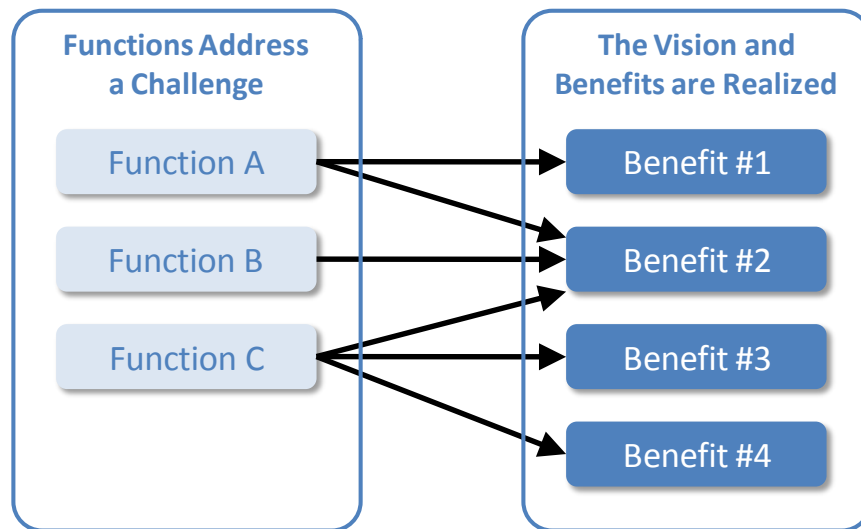 Functions Address
a Challenge
Function A
Function B
Function C
The Vision and
Benefits are Realized
Benefit #1
Benefit #2
Benefit #3
Benefit #4